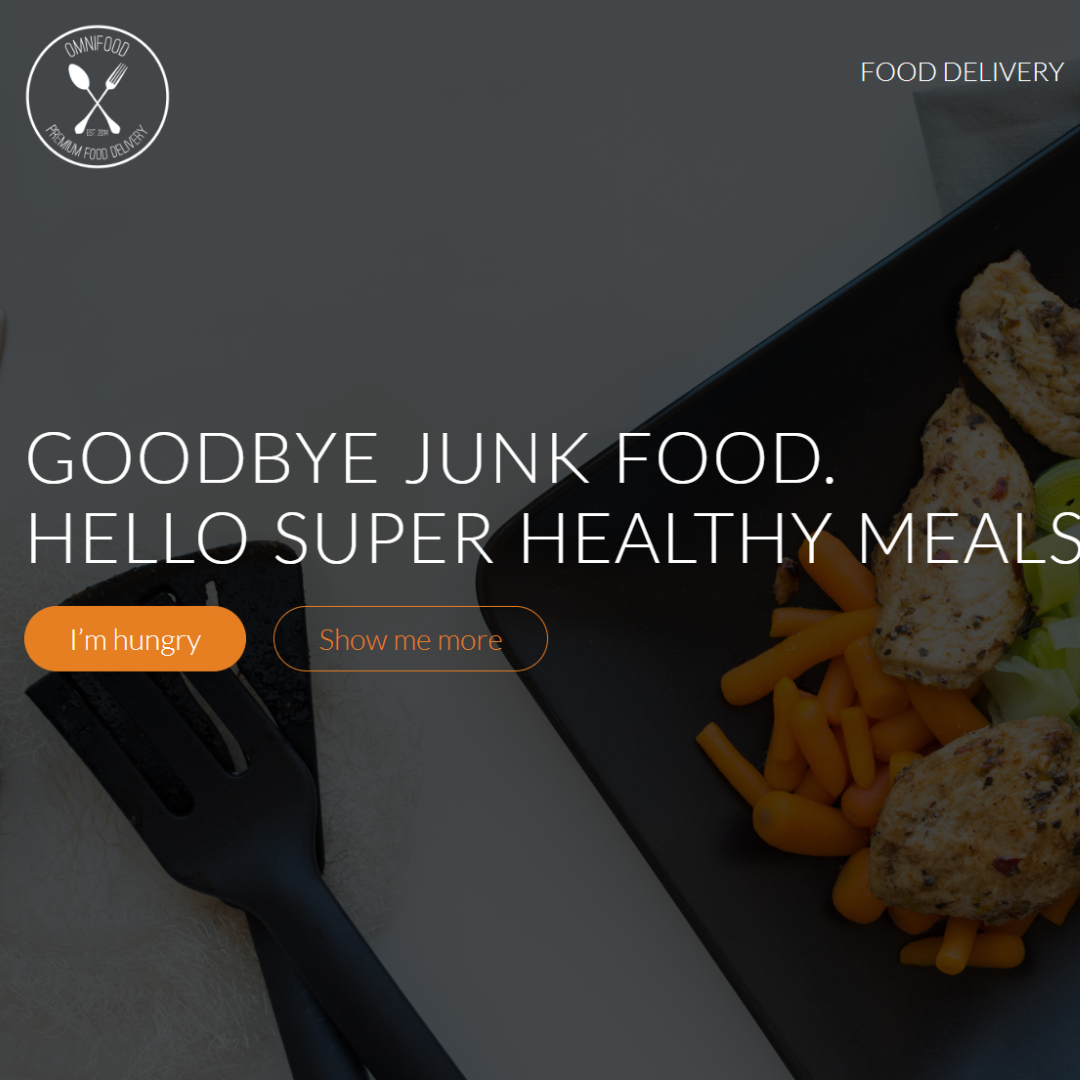 OMNIFOOD
EST. 2014
PREMIUM FOOD DELIVERY
FOOD DELIVERY
GOODBYE JUNK FOOD.
HELLO SUPER HEALTHY MEALS
I’m hungry
Show me more